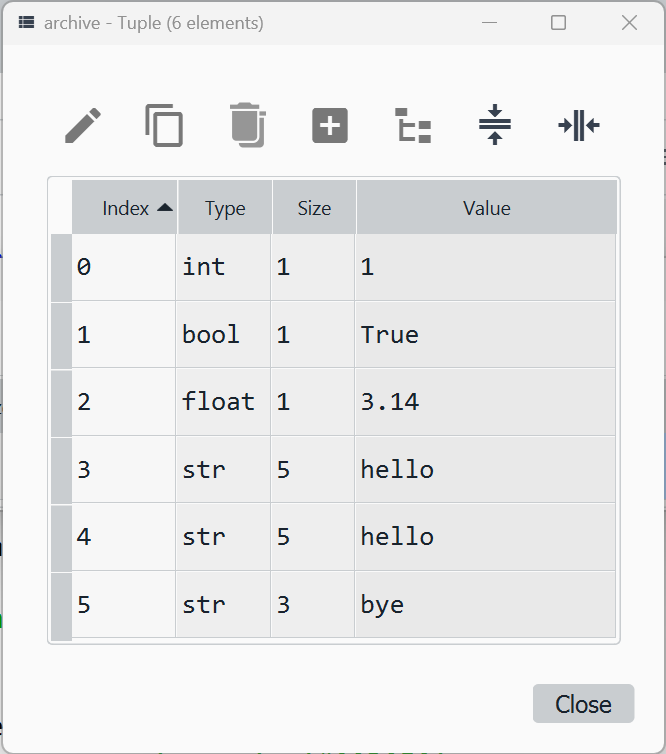 archive - Tuple (6 elements)
Index Type Size Value
0 int 1 1
1 bool 1 True
2 float 1 3.14
3 str 5 hello
4 str 5 hello
5 str 3 bye
Close